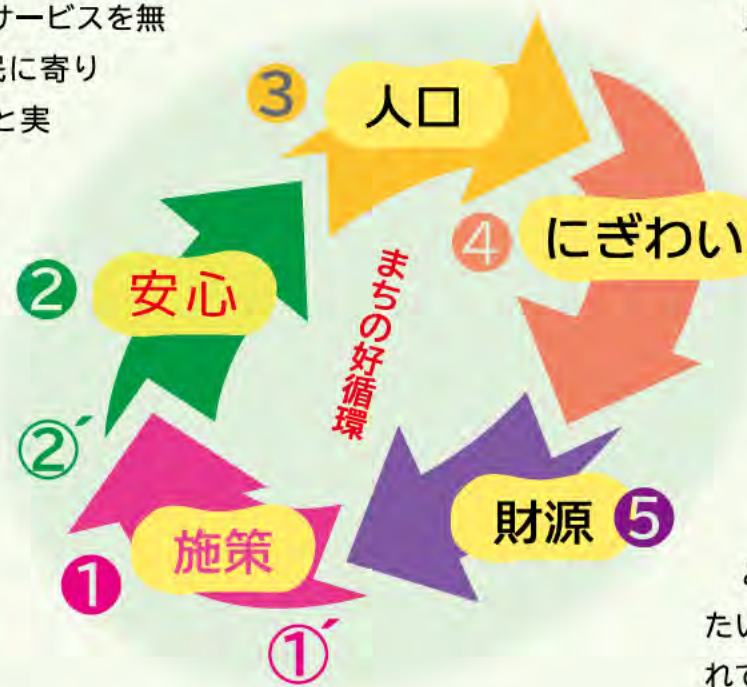 サービスを無
に寄り
と実
③
人口
④
にぎわい
②
安心
まちの好循環
②´
財源
⑤
施策
①
①´
たい
れて